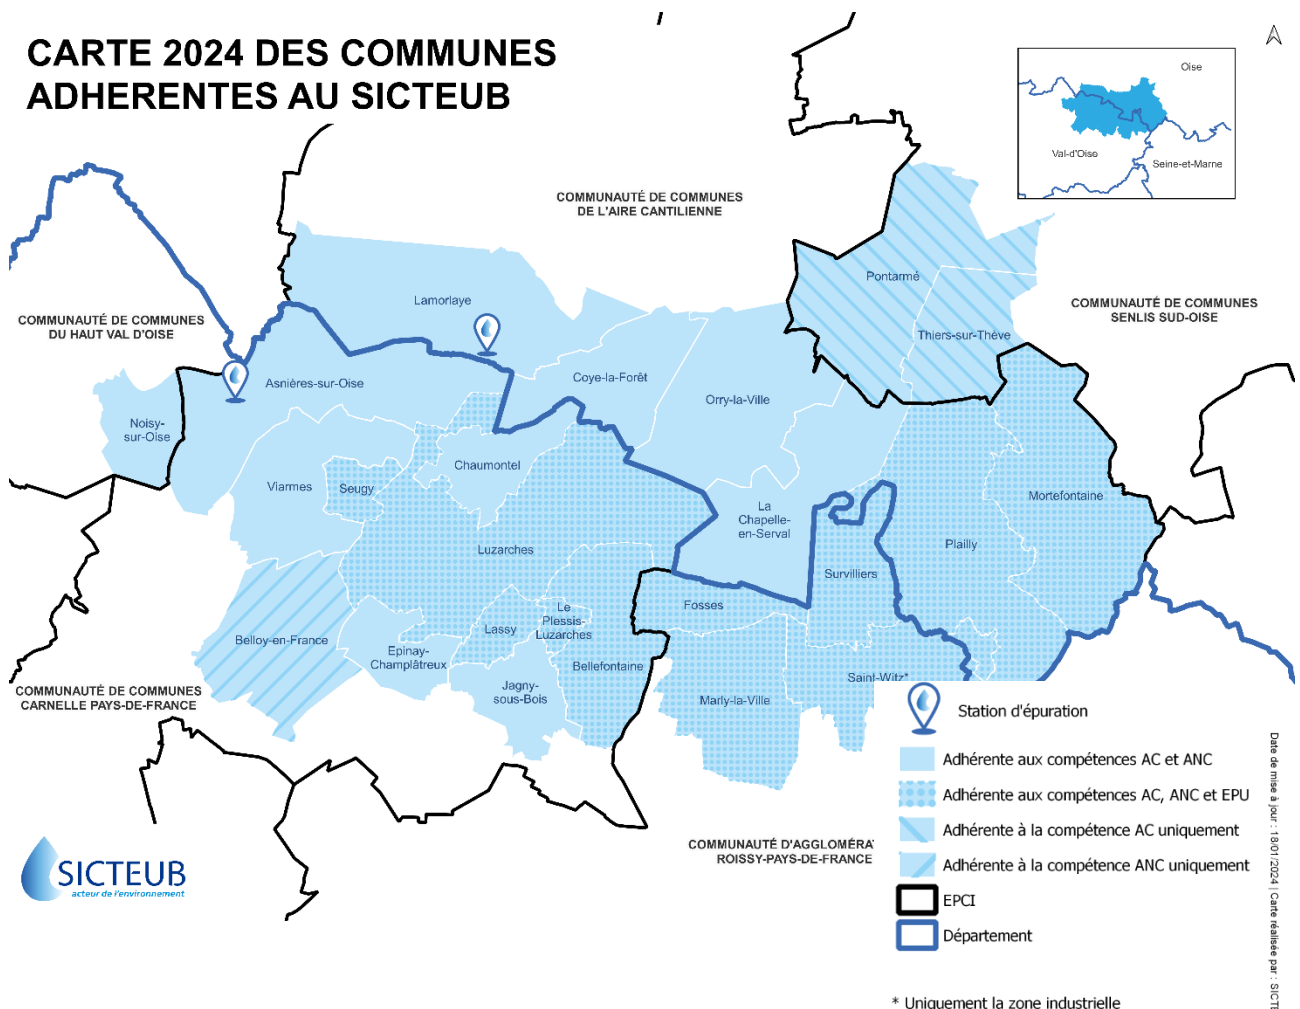 CARTE 2024 DES COMMUNES
ADHERENTES AU SICTEUB
Oise
Val-d'Oise
Seine-et-Marne
COMMUNAUTÉ DE COMMUNES
DE L'AIRE CANTILIENNE
COMMUNAUTÉ DE COMMUNES
DU HAUT VAL D'OISE
COMMUNAUTÉ DE COMMUNES
SENLIS SUD-OISE
Pontarmé
Lamorlaye
Thiers-sur-Thève
Asnières-sur-Oise
Coye-la-Forêt
Orry-la-Ville
Noisy-
sur-Oise
Chaumontel
Viarmes
Seugy
Mortefontaine
La
Chapelle-
en-Serval
Plailly
Luzarches
Survilliers
Fosses
Le
Plessis-
Luzarches
Lassy
Belloy-en-France
Epinay-
Champlâtreux
Bellefontaine
Jagny-
sous-Bois
Saint-Witz*
Marly-la-Ville
COMMUNAUTÉ DE COMMUNES
CARNELLE PAYS-DE-FRANCE
COMMUNAUTÉ D'AGGLOMÉRA
ROISSY-PAYS-DE-FRANCE
Station d'épuration
Adhérente aux compétences AC et ANC
Adhérente aux compétences AC, ANC et EPU
Adhérente à la compétence AC uniquement
Adhérente à la compétence ANC uniquement
EPCI
Département
* Uniquement la zone industrielle
SICTEUB
acteur de l'environnement
Date de mise à jour : 18/01/2024 | Carte réalisée par : SICTE